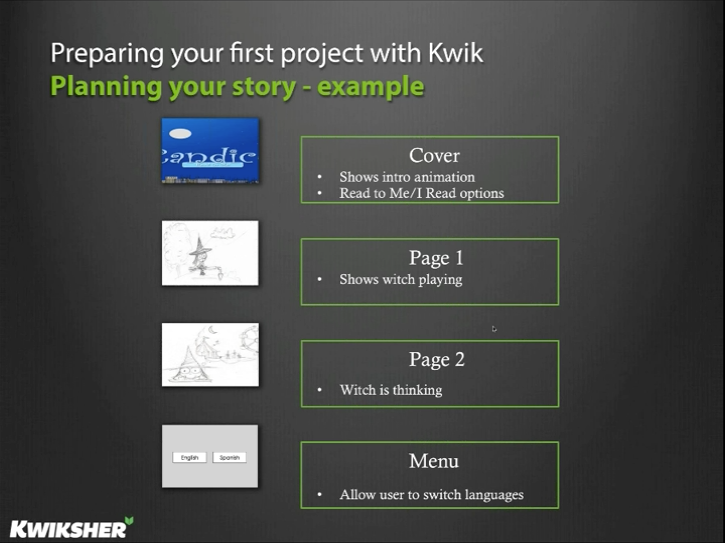 Preparing your first project with Kwik
Planning your story - example
Candic
Cover
• Shows intro animation
• Read to Me/I Read options
Page 1
• Shows witch playing
Page 2
• Witch is thinking
English Spanish
Menu
• Allow user to switch languages
KWIKSHER